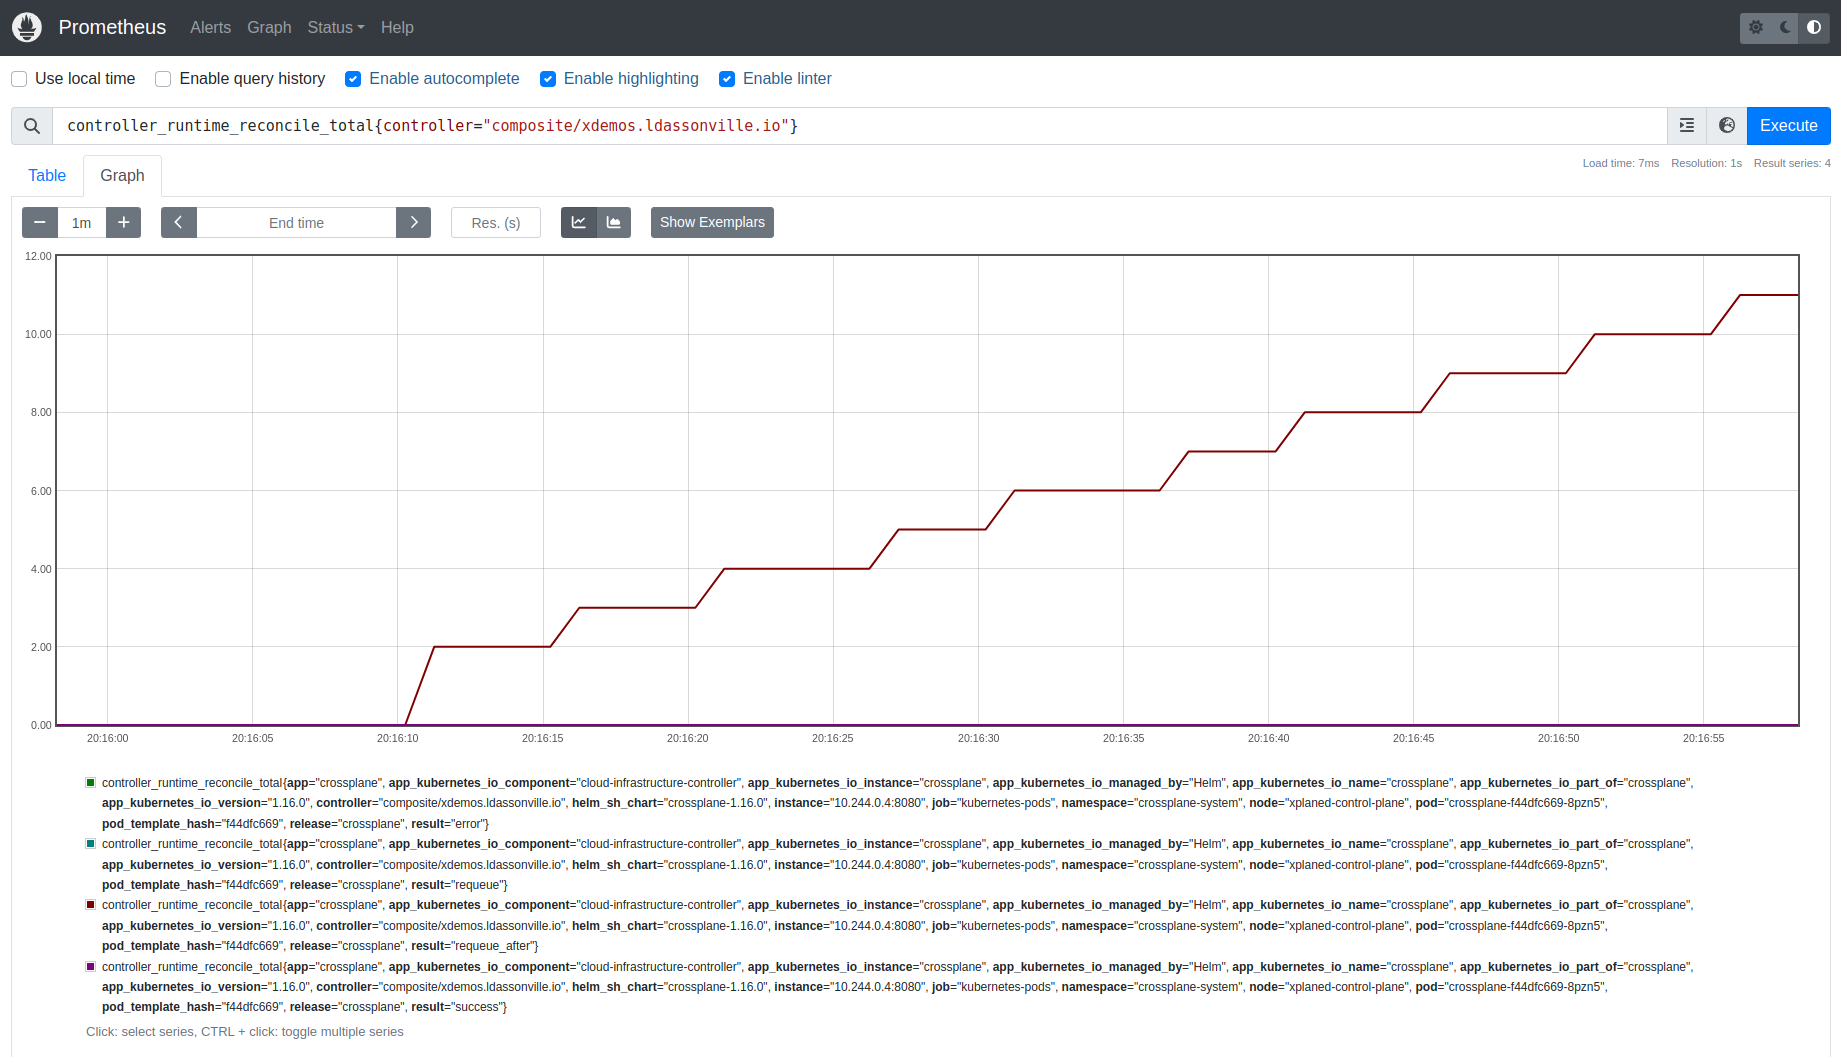 Prometheus Alerts Graph Status Help
Use local time Enable query history Enable autocomplete Enable highlighting Enable linter
controller_runtime_reconcile_total{controller="composite/xdemos.ldassonville.io"} Execute
Load time: 7ms Resolution: 1s Result series: 4
Table Graph
1m End time Res. (s) Show Exemplars
12.00
10.00
8.00
6.00
4.00
2.00
0.00
20:16:00 20:16:05 20:16:10 20:16:15 20:16:20 20:16:25 20:16:30 20:16:35 20:16:40 20:16:45 20:16:50 20:16:55
controller_runtime_reconcile_total{app="crossplane", app_kubernetes_io_component="cloud-infrastructure-controller", app_kubernetes_io_instance="crossplane", app_kubernetes_io_managed_by="Helm", app_kubernetes_io_name="crossplane", app_kubernetes_io_part_of="crossplane",
app_kubernetes_io_version="1.16.0", controller="composite/xdemos.ldassonville.io", helm_sh_chart="crossplane-1.16.0", instance="10.244.0.4:8080", job="kubernetes-pods", namespace="crossplane-system", node="xplaned-control-plane", pod="crossplane-f44dfc669-8pzn5",
pod_template_hash="f44dfc669", release="crossplane", result="error"}
controller_runtime_reconcile_total{app="crossplane", app_kubernetes_io_component="cloud-infrastructure-controller", app_kubernetes_io_instance="crossplane", app_kubernetes_io_managed_by="Helm", app_kubernetes_io_name="crossplane", app_kubernetes_io_part_of="crossplane",
app_kubernetes_io_version="1.16.0", controller="composite/xdemos.ldassonville.io", helm_sh_chart="crossplane-1.16.0", instance="10.244.0.4:8080", job="kubernetes-pods", namespace="crossplane-system", node="xplaned-control-plane", pod="crossplane-f44dfc669-8pzn5",
pod_template_hash="f44dfc669", release="crossplane", result="requeue"}
controller_runtime_reconcile_total{app="crossplane", app_kubernetes_io_component="cloud-infrastructure-controller", app_kubernetes_io_instance="crossplane", app_kubernetes_io_managed_by="Helm", app_kubernetes_io_name="crossplane", app_kubernetes_io_part_of="crossplane",
app_kubernetes_io_version="1.16.0", controller="composite/xdemos.ldassonville.io", helm_sh_chart="crossplane-1.16.0", instance="10.244.0.4:8080", job="kubernetes-pods", namespace="crossplane-system", node="xplaned-control-plane", pod="crossplane-f44dfc669-8pzn5",
pod_template_hash="f44dfc669", release="crossplane", result="requeue_after"}
controller_runtime_reconcile_total{app="crossplane", app_kubernetes_io_component="cloud-infrastructure-controller", app_kubernetes_io_instance="crossplane", app_kubernetes_io_managed_by="Helm", app_kubernetes_io_name="crossplane", app_kubernetes_io_part_of="crossplane",
app_kubernetes_io_version="1.16.0", controller="composite/xdemos.ldassonville.io", helm_sh_chart="crossplane-1.16.0", instance="10.244.0.4:8080", job="kubernetes-pods", namespace="crossplane-system", node="xplaned-control-plane", pod="crossplane-f44dfc669-8pzn5",
pod_template_hash="f44dfc669", release="crossplane", result="success"}
Click: select series, CTRL + click: toggle multiple series